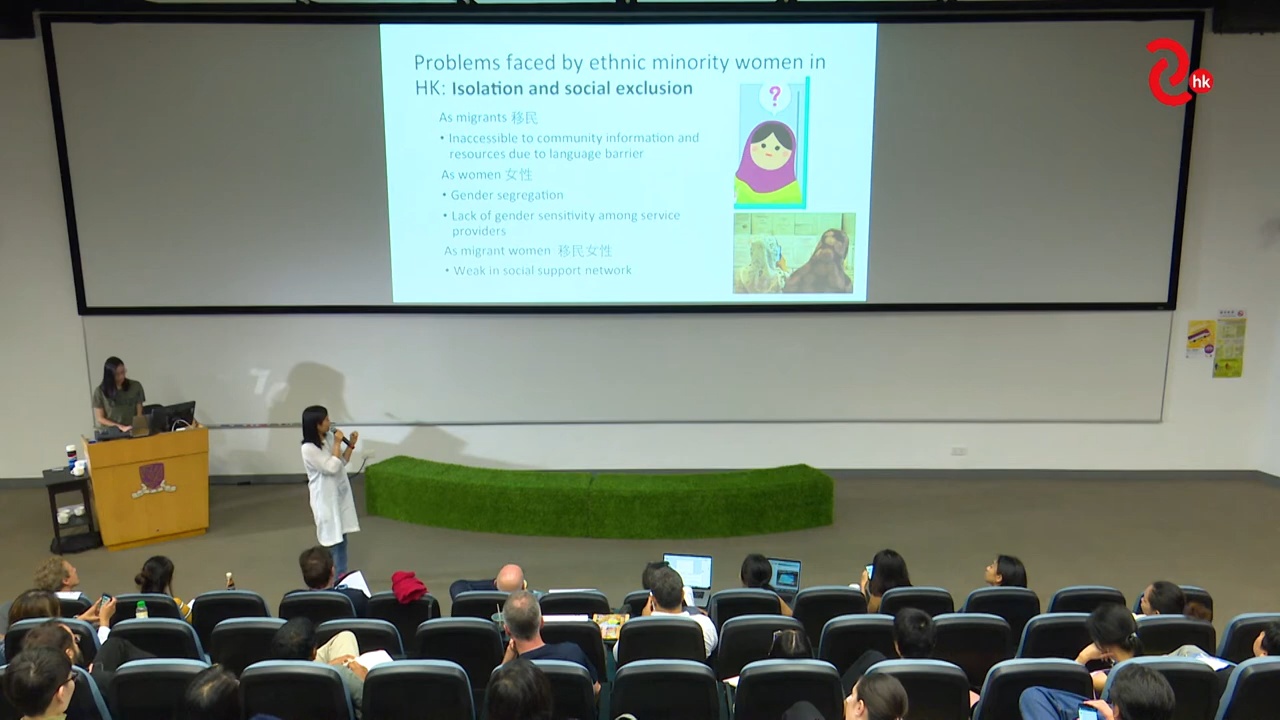 Problems faced by ethnic minority women in
HK: Isolation and social exclusion
?
As migrants 移民
• Inaccessible to community information and
resources due to language barrier
As women 女性
• Gender segregation
• Lack of gender sensitivity among service
providers
As migrant women 移民女性
• Weak in social support network
hk